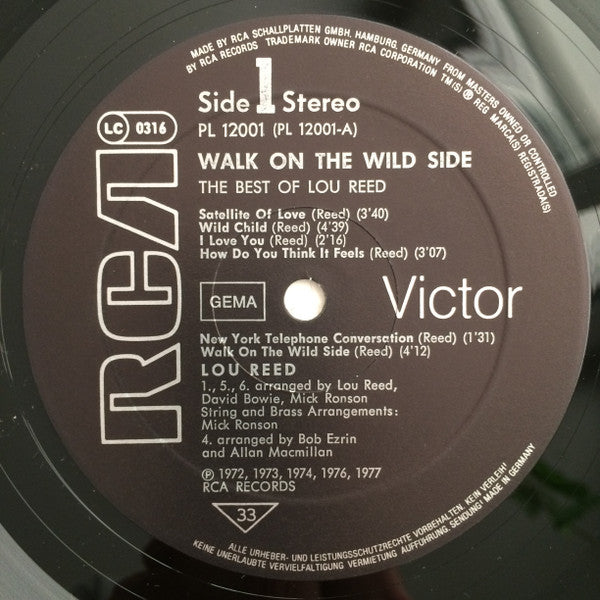 MADE BY RCA SCHALLPLATTEN GMBH, HAMBURG, GERMANY FROM MASTERS OWNED OR CONTROLLED
BY RCA RECORDS TRADEMARK OWNER RCA CORPORATION TM(S) ® REG MARCA(S) REGISTRADA(S)
Side 1 Stereo
PL 12001 (PL 12001-A)
LC 0316
RCA
WALK ON THE WILD SIDE
THE BEST OF LOU REED
Satellite Of Love (Reed) (3'40)
Wild Child (Reed) (4'39)
I Love You (Reed) (2'16)
How Do You Think It Feels (Reed) (3'07)
GEMA
Victor
New York Telephone Conversation (Reed) (1'31)
Walk On The Wild Side (Reed) (4'12)
LOU REED
1., 5., 6. arranged by Lou Reed,
David Bowie, Mick Ronson
String and Brass Arrangements:
Mick Ronson
4. arranged by Bob Ezrin
and Allan Macmillan
℗ 1972, 1973, 1974, 1976, 1977
RCA RECORDS
33
ALLE URHEBER- UND LEISTUNGSSCHUTZRECHTE VORBEHALTEN. KEIN VERLEIH!
KEINE UNERLAUBTE VERVIELFÄLTIGUNG VERMIETUNG AUFFÜHRUNG, SENDUNG! MADE IN GERMANY